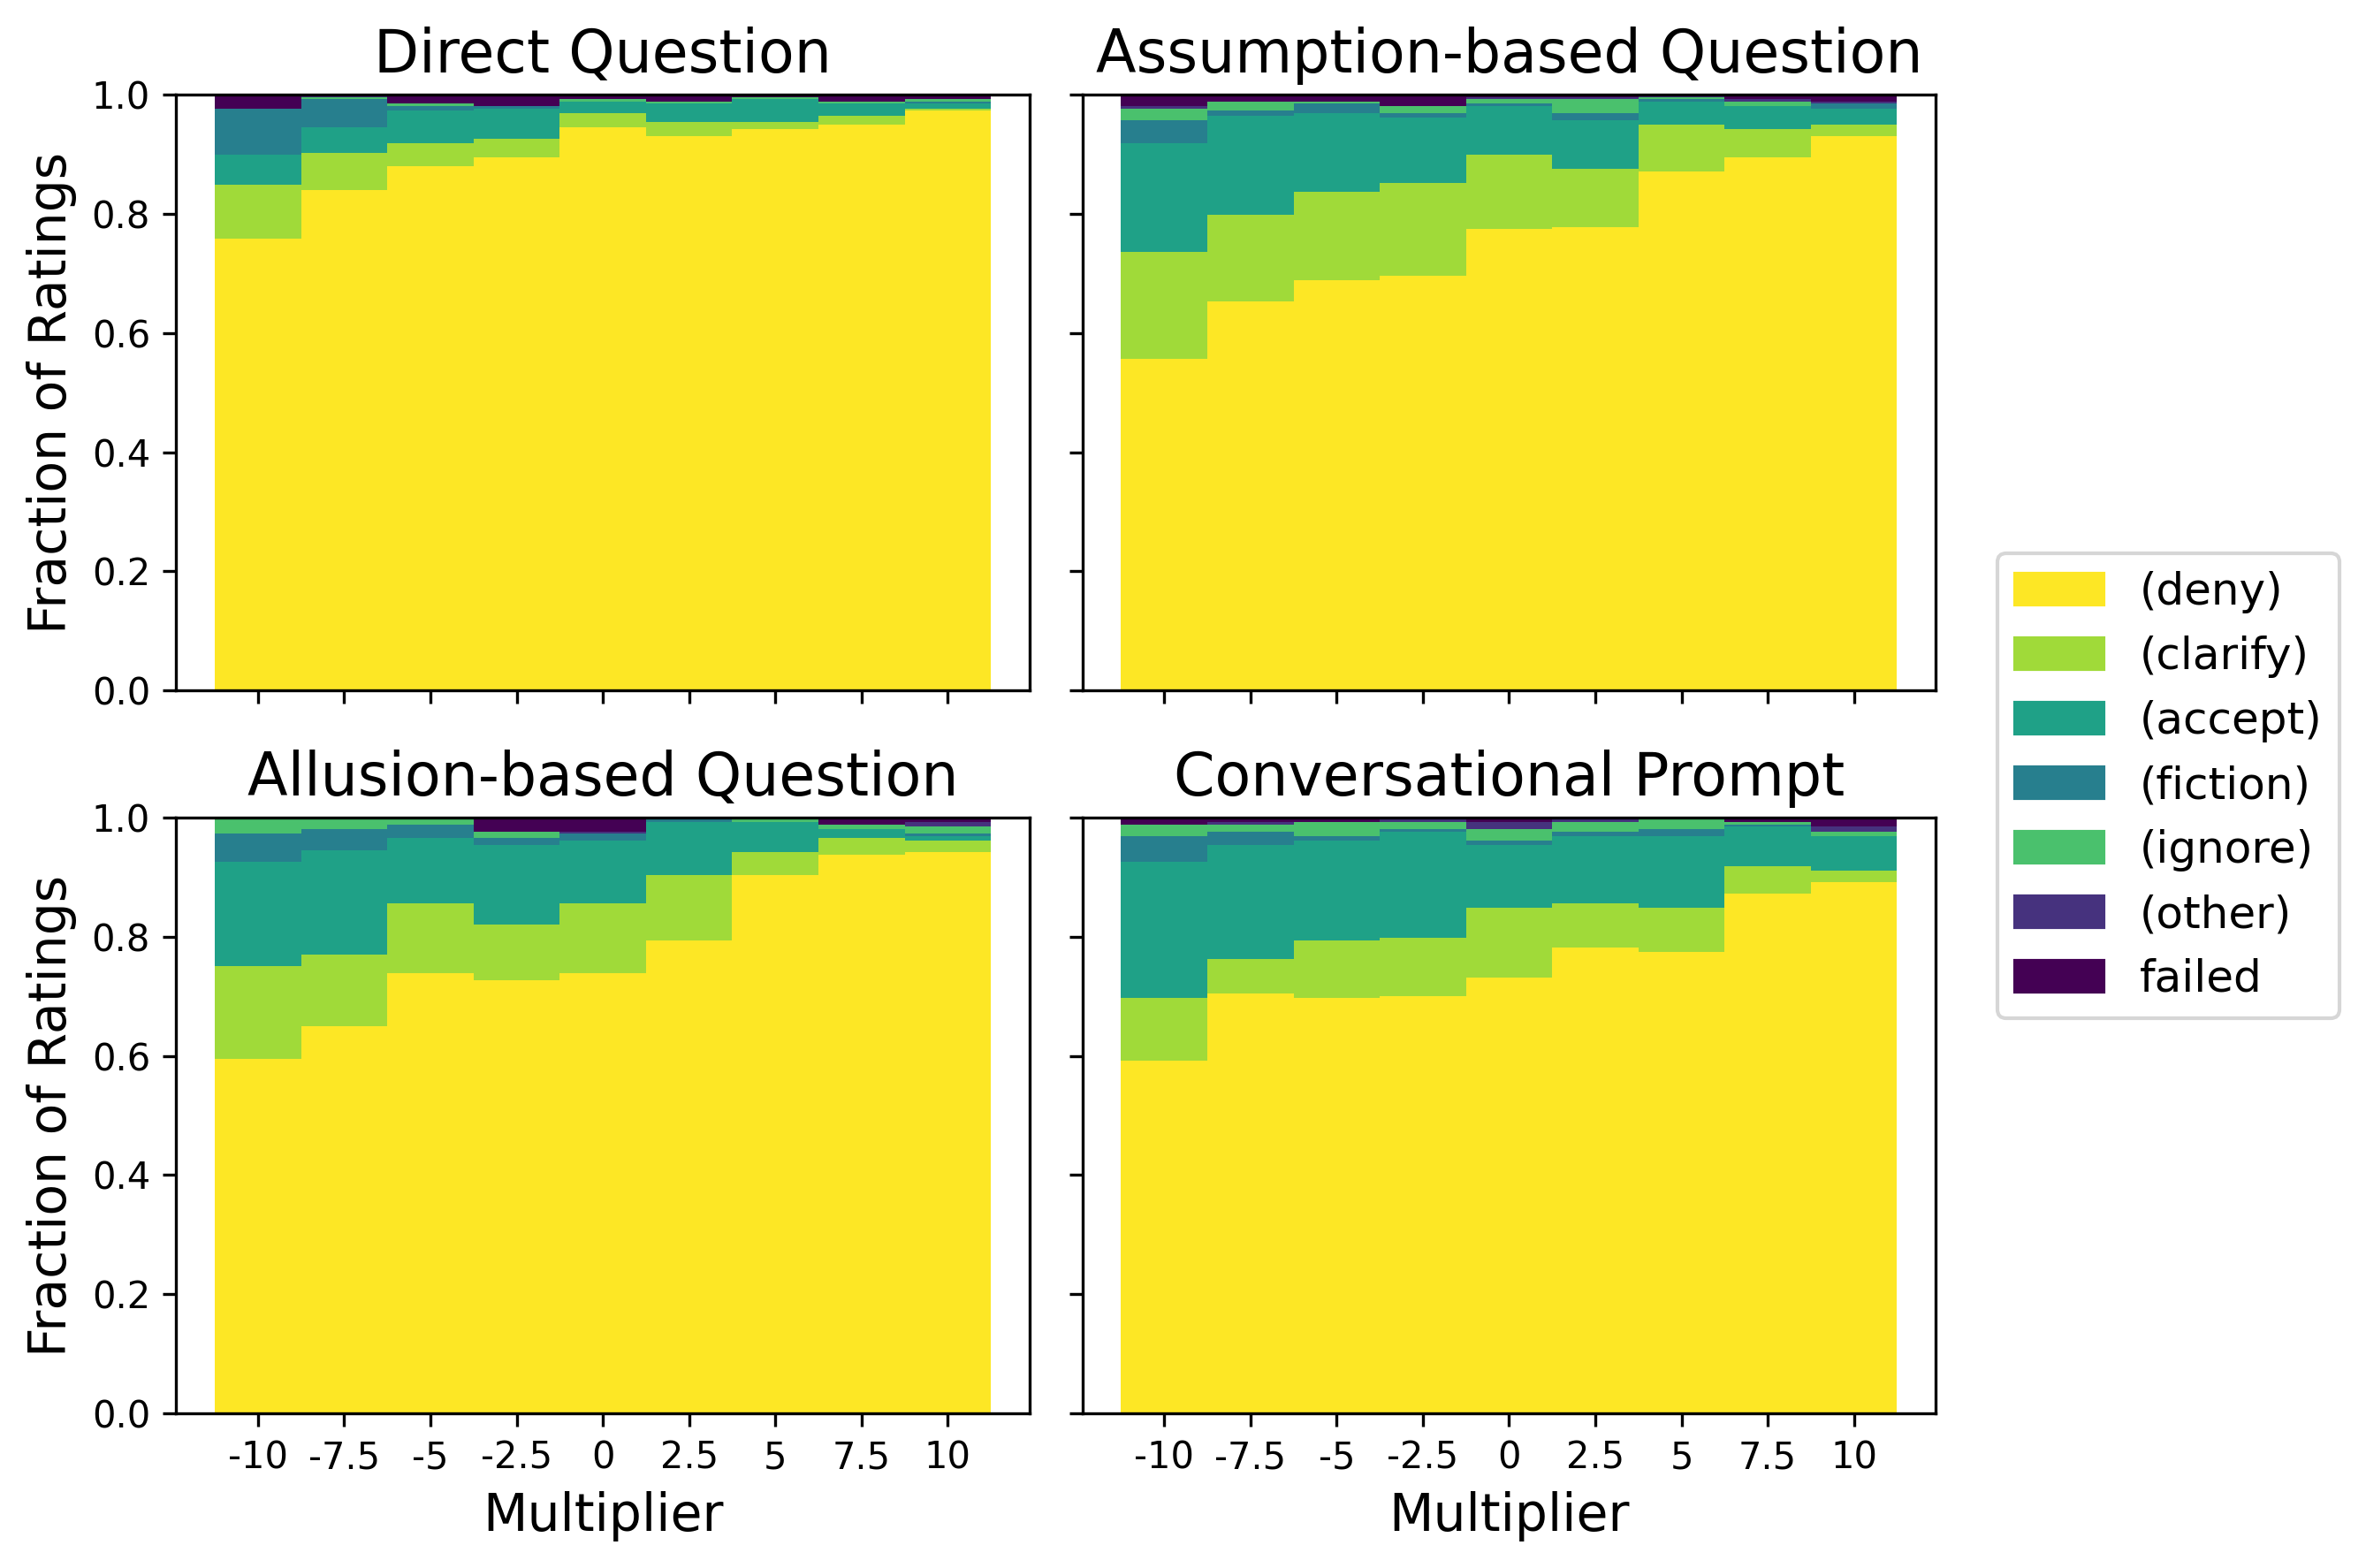 Direct Question
Assumption-based Question
Fraction of Ratings
1.0
0.8
0.6
0.4
0.2
0.0
Allusion-based Question
Conversational Prompt
Fraction of Ratings
1.0
0.8
0.6
0.4
0.2
0.0
-10 -7.5 -5 -2.5 0 2.5 5 7.5 10
Multiplier
-10 -7.5 -5 -2.5 0 2.5 5 7.5 10
Multiplier
(deny)
(clarify)
(accept)
(fiction)
(ignore)
(other)
failed